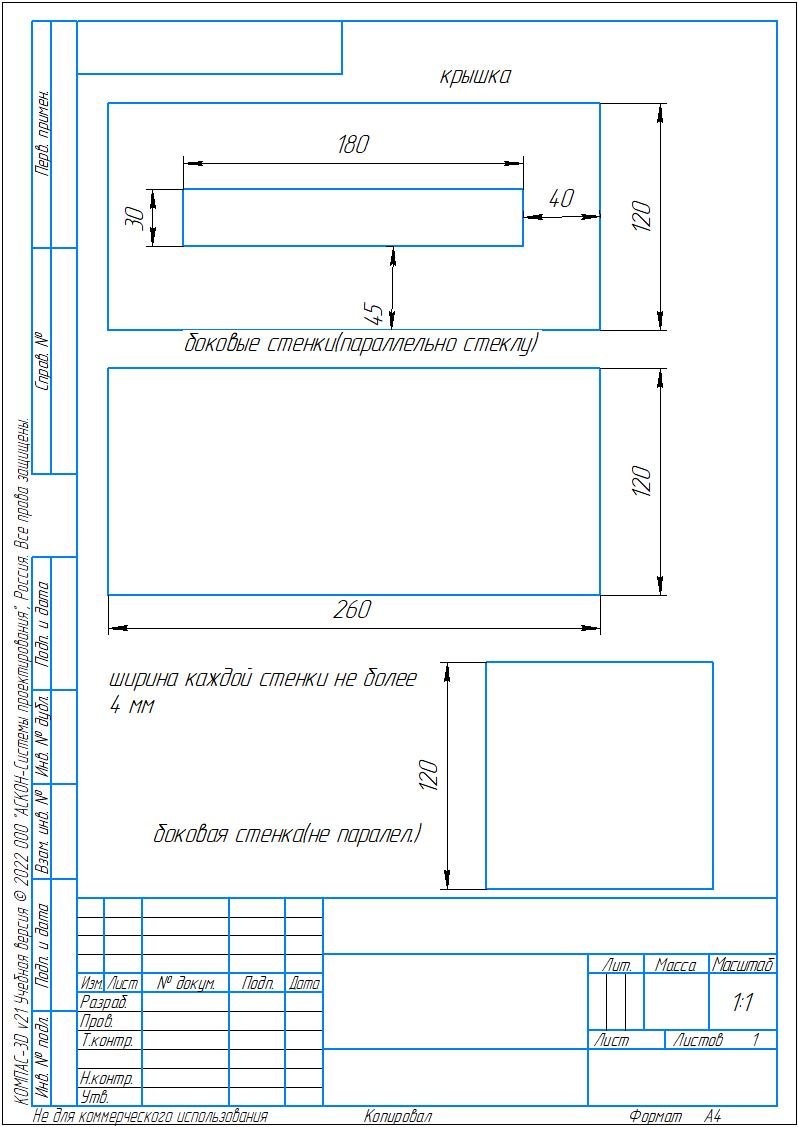 крышка
180
30
40
120
45
боковые стенки(параллельно стеклу)
120
260
ширина каждой стенки не более
4 мм
120
боковая стенка(не паралел.)
Перв. примен.
Справ. №
Подп. и дата
Инв. № дубл.
Взам. инв. №
Подп. и дата
Инв. № подл.
КОМПАС-3D v21 Учебная версия © 2022 ООО "АСКОН-Системы проектирования", Россия. Все права защищены.
Изм. Лист № докум. Подп. Дата
Разраб.
Пров.
Т.контр.
Н.контр.
Утв.
Лит. Масса Масштаб
1:1
Лист Листов 1
Не для коммерческого использования Копировал Формат A4